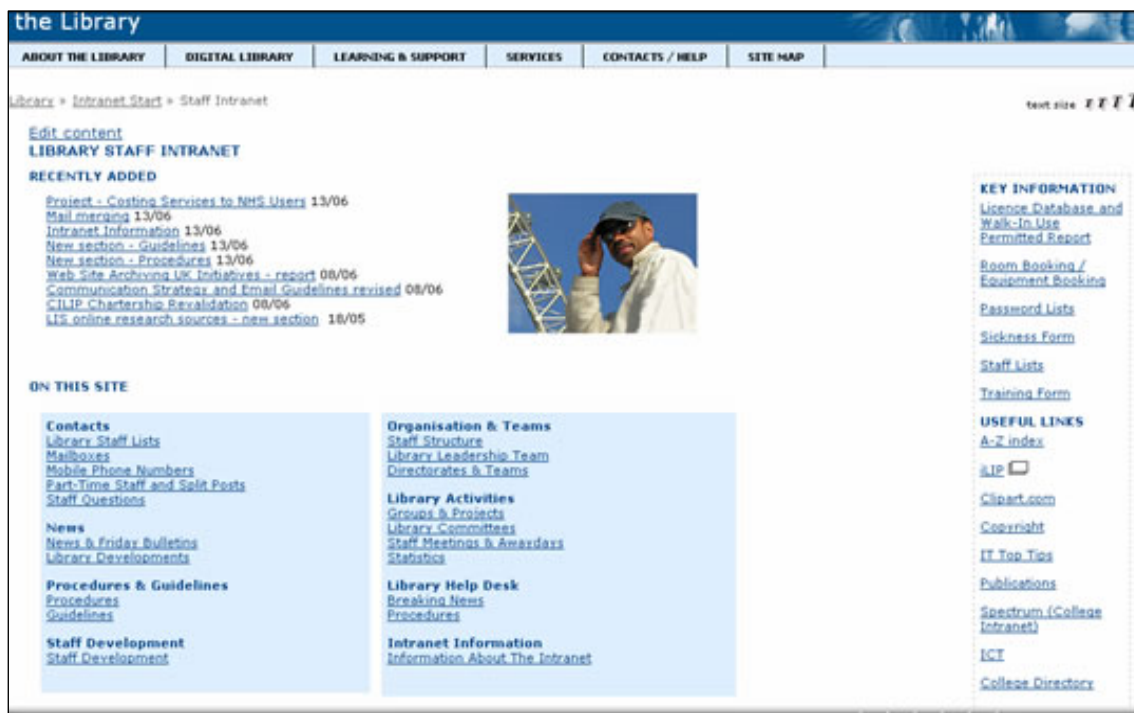 the Library
ABOUT THE LIBRARY DIGITAL LIBRARY LEARNING & SUPPORT SERVICES CONTACTS / HELP SITE MAP
Library » Intranet Start » Staff Intranet
text size T T T T
Edit content
LIBRARY STAFF INTRANET
RECENTLY ADDED
Project - Costing Services to NHS Users 13/06
Mail merging 13/06
Intranet Information 13/06
New section - Guidelines 13/06
New section - Procedures 13/06
Web Site Archiving UK Initiatives - report 08/06
Communication Strategy and Email Guidelines revised 08/06
CILIP Chartership Revalidation 08/06
LIS online research sources - new section 18/05
ON THIS SITE
Contacts
Library Staff Lists
Mailboxes
Mobile Phone Numbers
Part-Time Staff and Split Posts
Staff Questions
News
News & Friday Bulletins
Library Developments
Procedures & Guidelines
Procedures
Guidelines
Staff Development
Staff Development
Organisation & Teams
Staff Structure
Library Leadership Team
Directorates & Teams
Library Activities
Groups & Projects
Library Committees
Staff Meetings & Awaydays
Statistics
Library Help Desk
Breaking News
Procedures
Intranet Information
Information About The Intranet
KEY INFORMATION
Licence Database and
Walk-In Use
Permitted Report
Room Booking /
Equipment Booking
Password Lists
Sickness Form
Staff Lists
Training Form
USEFUL LINKS
A-Z index
iLIP
Clipart.com
Copyright
IT Top Tips
Publications
Spectrum (College
Intranet)
ICT
College Directory